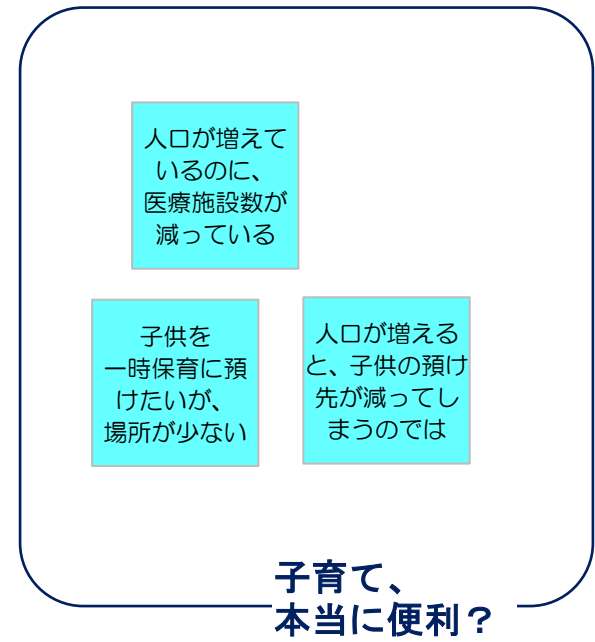 人口が増えて
いるのに、
医療施設数が
減っている
子供を
一時保育に預
けたいが、
場所が少ない
人口が増える
と、子供の預け
先が減ってし
まうのでは
子育て、
本当に便利？